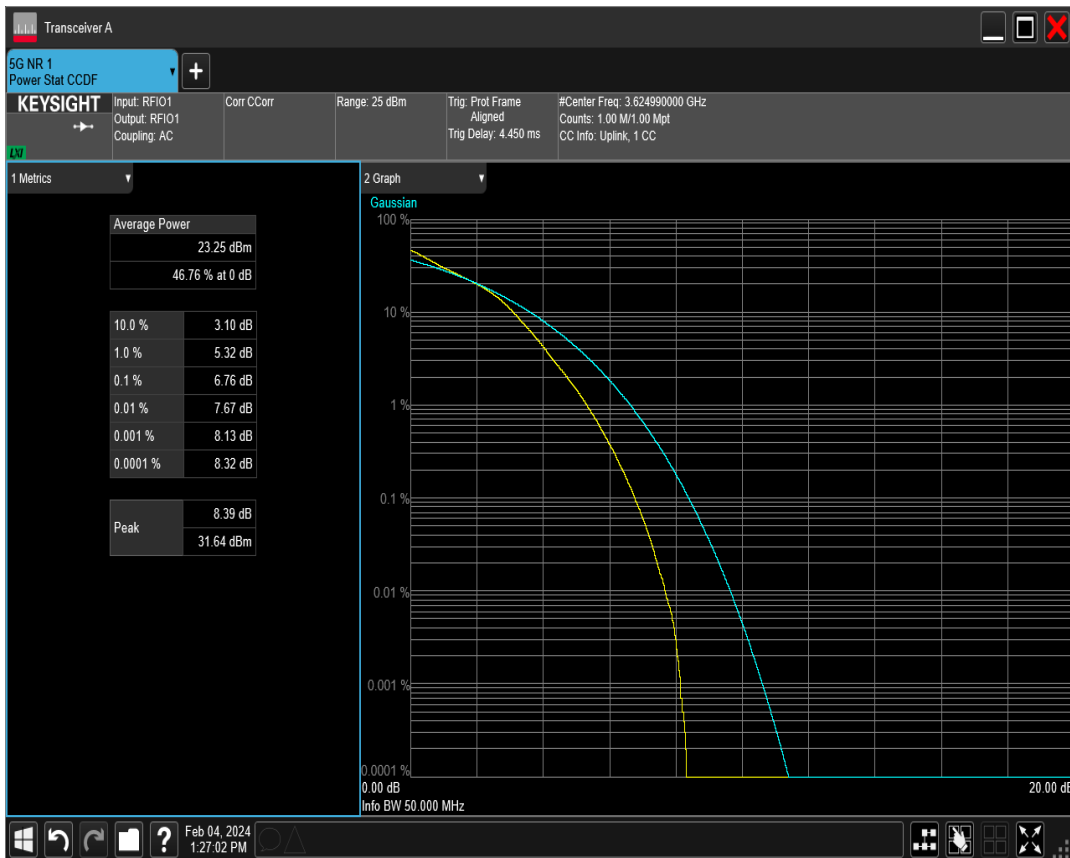 Transceiver A
5G NR 1
Power Stat CCDF
KEYSIGHT
LXI
Input: RFIO1
Output: RFIO1
Coupling: AC
Corr CCorr
Range: 25 dBm
Trig: Prot Frame
Aligned
Trig Delay: 4.450 ms
#Center Freq: 3.624990000 GHz
Counts: 1.00 M/1.00 Mpt
CC Info: Uplink, 1 CC
1 Metrics
Average Power
23.25 dBm
46.76 % at 0 dB
10.0 % 3.10 dB
1.0 % 5.32 dB
0.1 % 6.76 dB
0.01 % 7.67 dB
0.001 % 8.13 dB
0.0001 % 8.32 dB
Peak
8.39 dB
31.64 dBm
2 Graph
Gaussian
100 %
10 %
1 %
0.1 %
0.01 %
0.001 %
0.0001 %
0.00 dB
20.00 dB
Info BW 50.000 MHz
Feb 04, 2024
1:27:02 PM